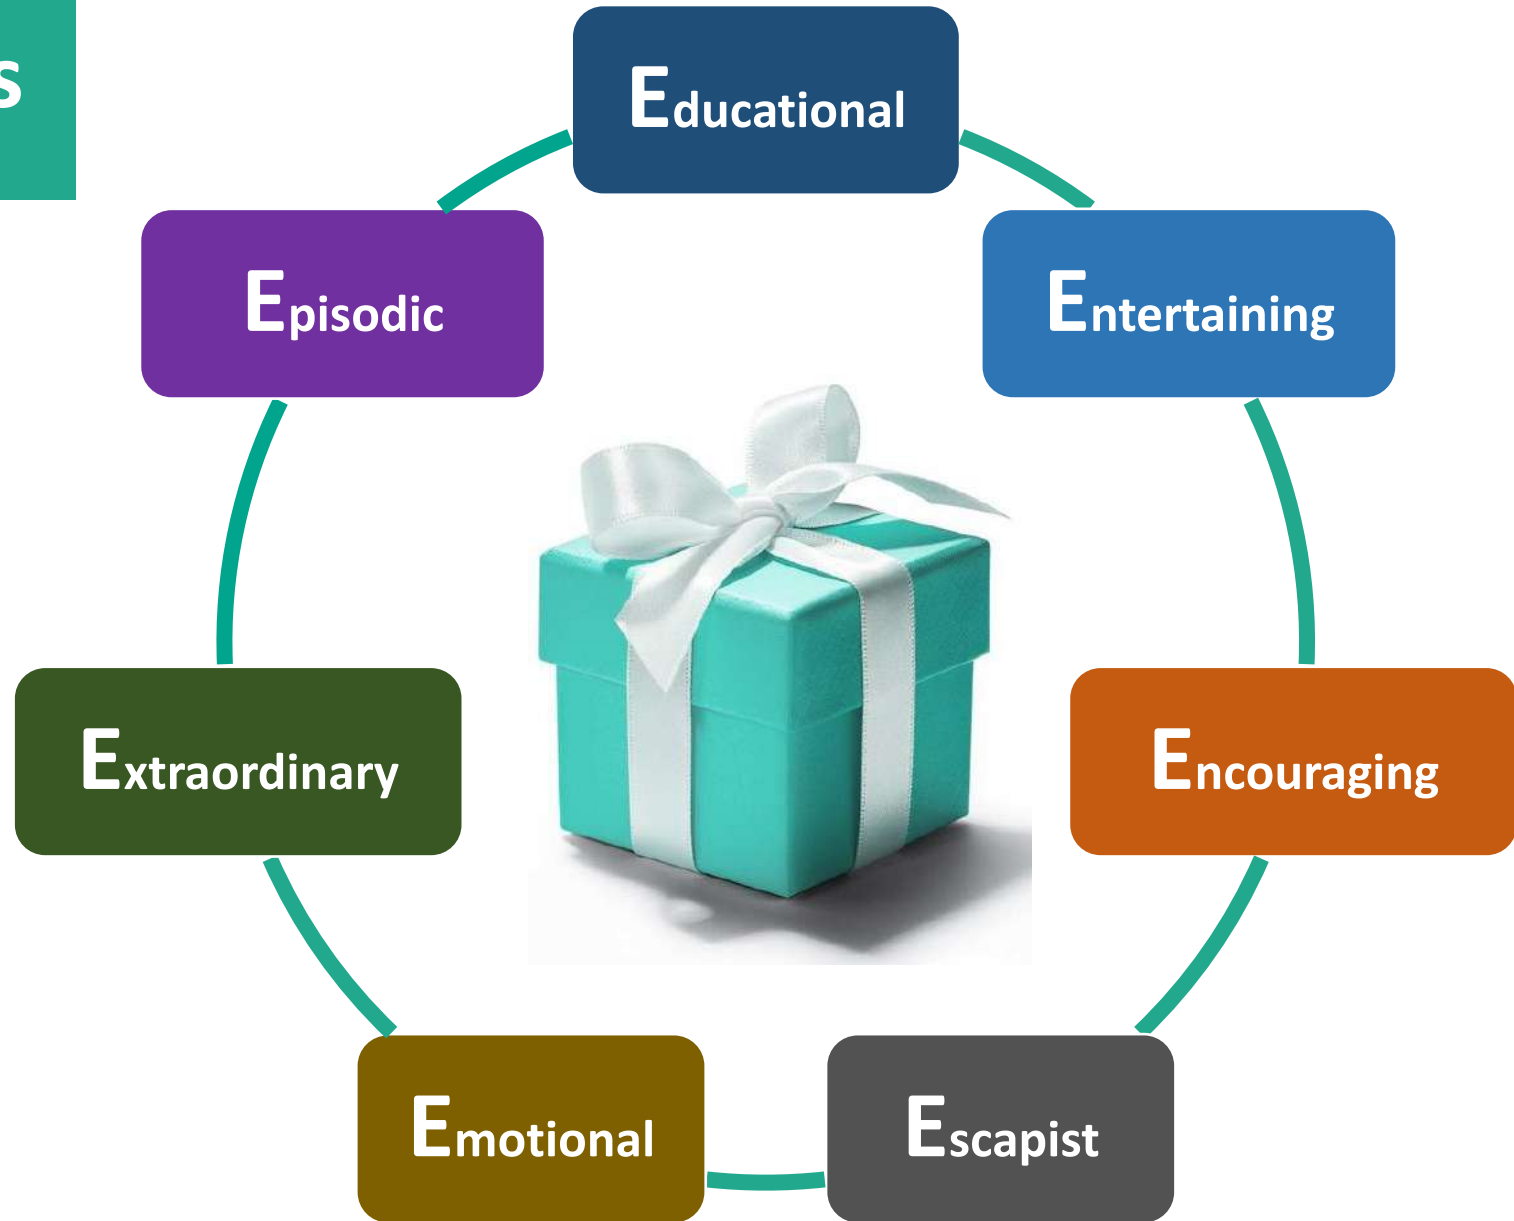 s
Educational
Entertaining
Encouraging
Escapist
Emotional
Extraordinary
Episodic